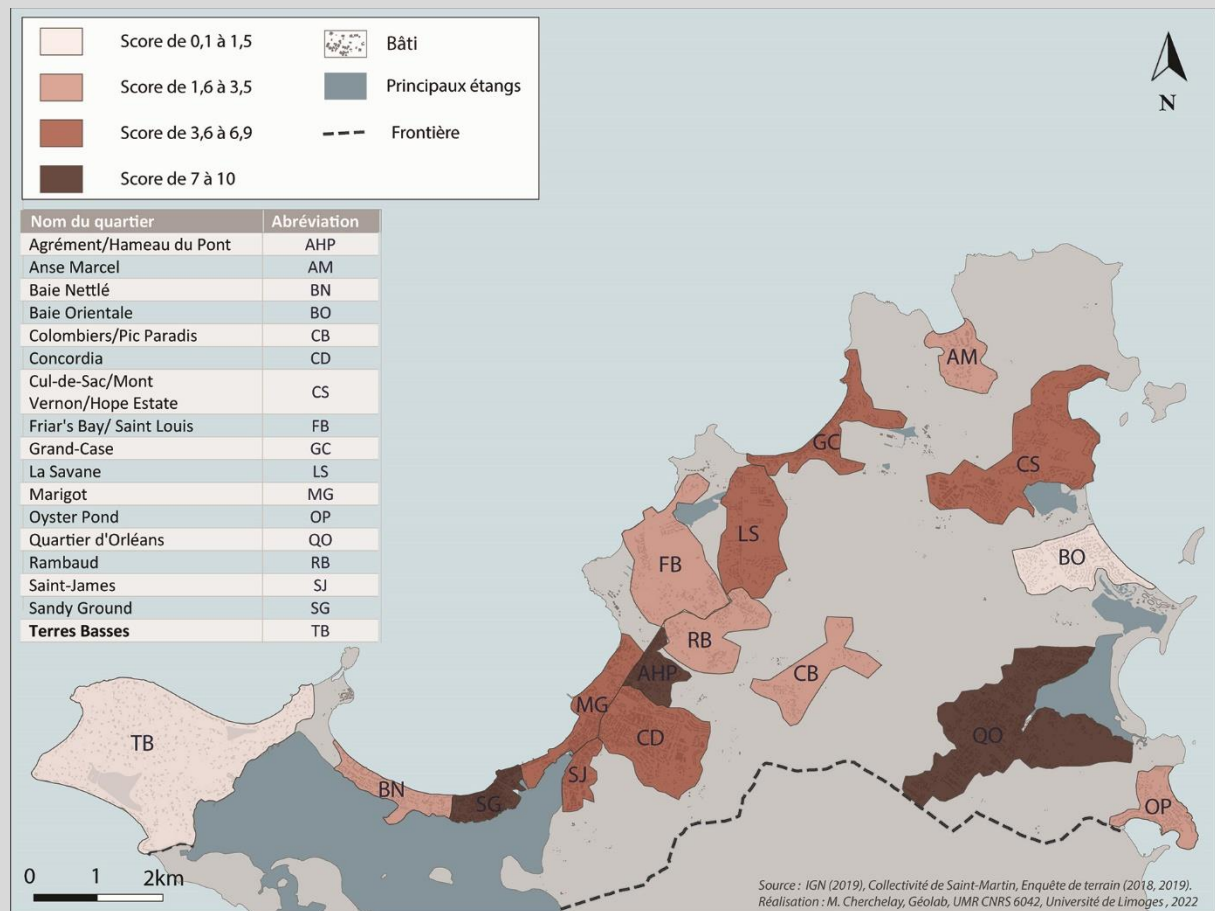 Score de 0,1 à 1,5
Score de 1,6 à 3,5
Score de 3,6 à 6,9
Score de 7 à 10
Bâti
Principaux étangs
Frontière
N
Nom du quartier Abréviation
Agrément/Hameau du Pont AHP
Anse Marcel AM
Baie Nettlé BN
Baie Orientale BO
Colombiers/Pic Paradis CB
Concordia CD
Cul-de-Sac/Mont
Vernon/Hope Estate CS
Friar's Bay/ Saint Louis FB
Grand-Case GC
La Savane LS
Marigot MG
Oyster Pond OP
Quartier d'Orléans QO
Rambaud RB
Saint-James SJ
Sandy Ground SG
Terres Basses TB
AM
GC
CS
LS
FB
BO
RB
AHP
CB
MG
CD
QO
TB
SJ
BN
SG
OP
0 1 2km
Source : IGN (2019), Collectivité de Saint-Martin, Enquête de terrain (2018, 2019).
Réalisation : M. Cherchelay, Géolab, UMR CNRS 6042, Université de Limoges , 2022